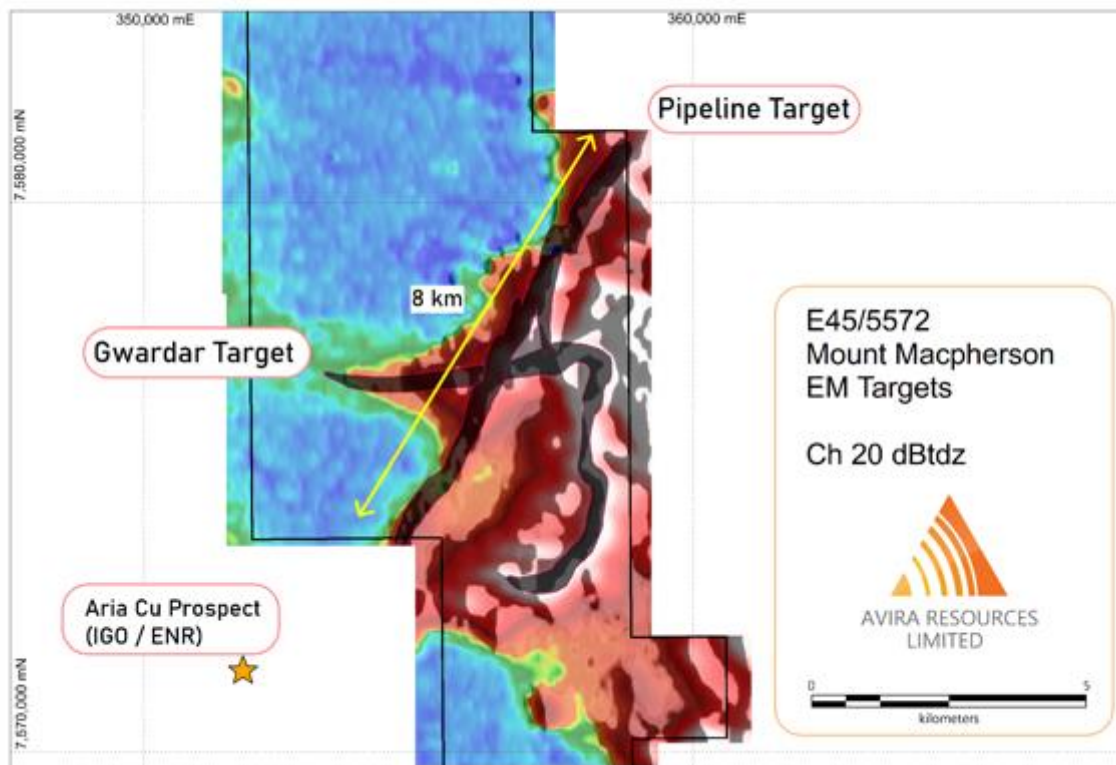 350,000 mE
360,000 mE
Pipeline Target
7,580,000 mN
8 km
Gwardar Target
E45/5572
Mount Macpherson
EM Targets
Ch 20 dBtdz
Aria Cu Prospect
(IGO / ENR)
AVIRA RESOURCES
LIMITED
0
5
kilometers
7,570,000 mN